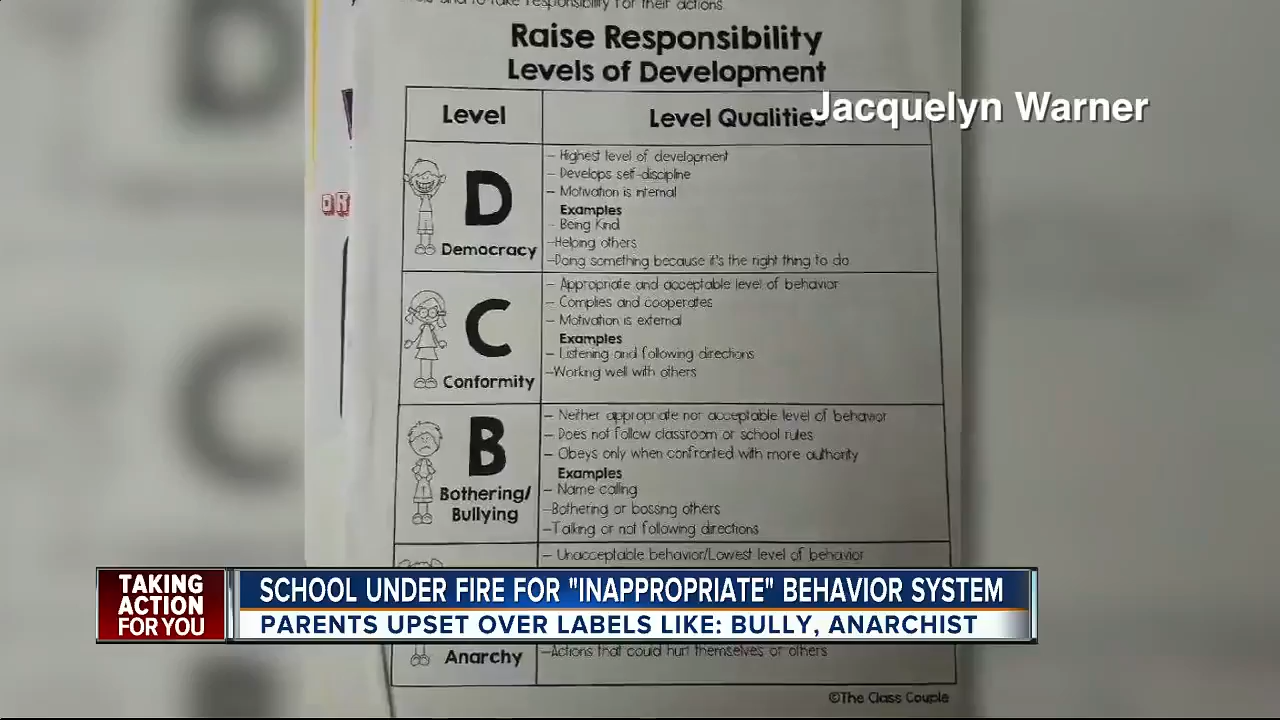 responsibility for their actions.
Raise Responsibility
Levels of Development
Jacquelyn Warner
Level
Level Qualities
D
Democracy
- Highest level of development
- Develops self-discipline
- Motivation is internal
Examples
- Being Kind
-Helping others
-Doing something because it's the right thing to do
C
Conformity
- Appropriate and acceptable level of behavior
- Complies and cooperates
- Motivation is external
Examples
- Listening and following directions
-Working well with others
B
Bothering/
Bullying
- Neither appropriate nor acceptable level of behavior
- Does not follow classroom or school rules
- Obeys only when confronted with more authority
Examples
- Name calling
-Bothering or bossing others
-Talking or not following directions
- Unacceptable behavior/Lowest level of behavior
TAKING
ACTION
FOR YOU
SCHOOL UNDER FIRE FOR "INAPPROPRIATE" BEHAVIOR SYSTEM
PARENTS UPSET OVER LABELS LIKE: BULLY, ANARCHIST
Anarchy
-Actions that could hurt themselves or others
©The Class Couple
OR
D
C